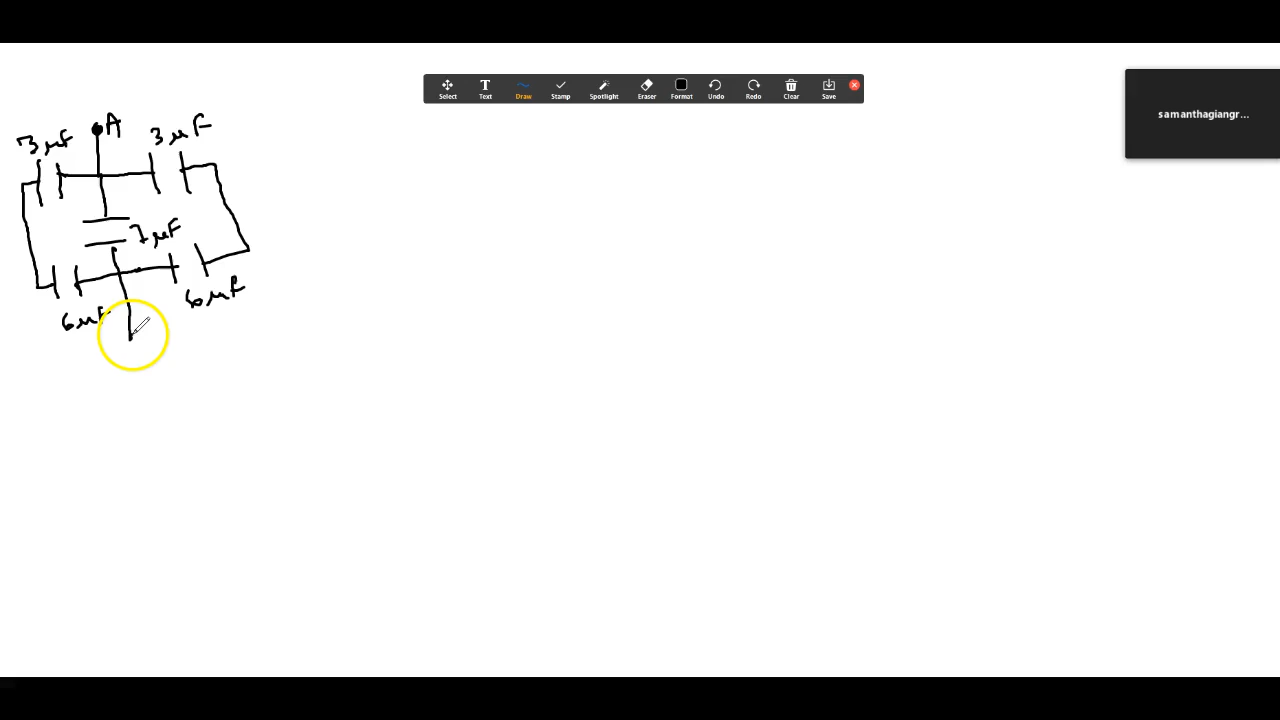 Select Text Draw Stamp Spotlight Eraser Format Undo Redo Clear Save
samanthagiangr...
A
3 μF
3 μF
7 μF
6 μF
6 μF